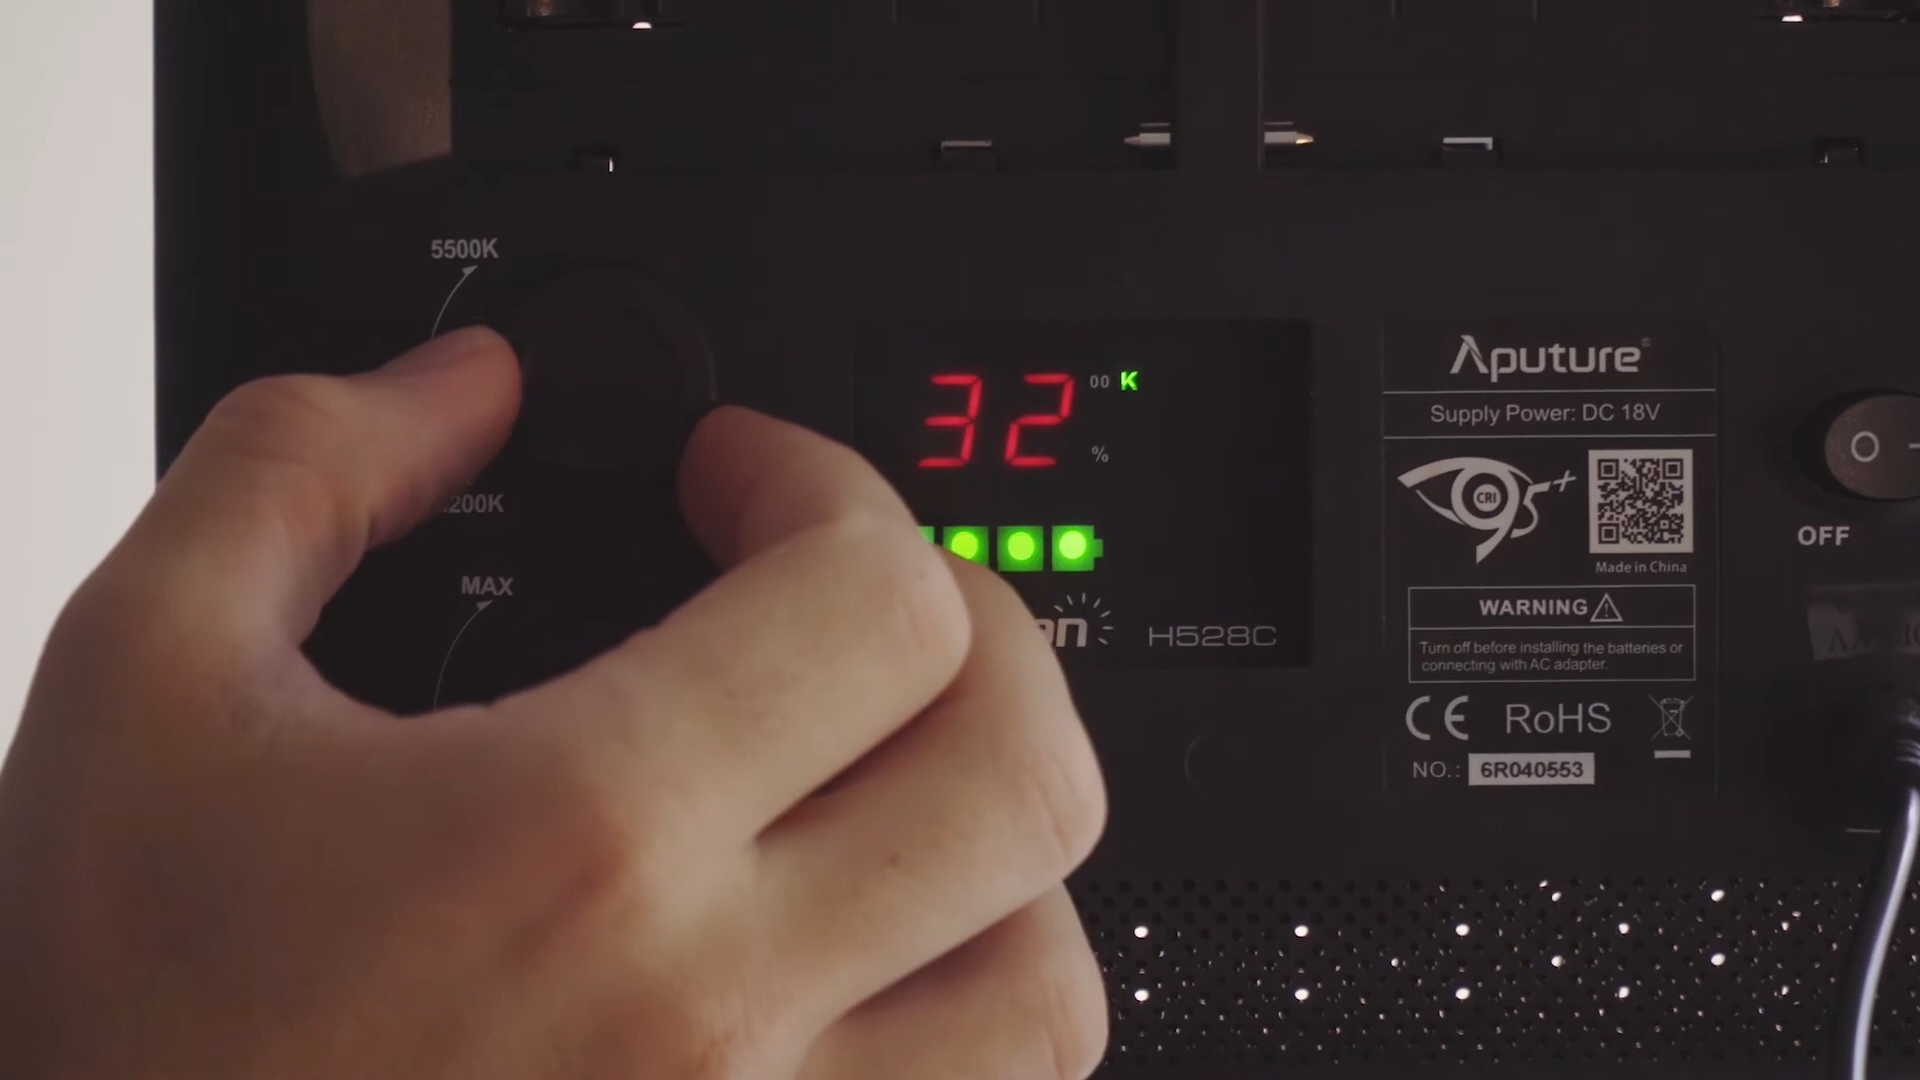 5500K
200K
MAX
32 00 K
%
H528C
Aputure®
Supply Power: DC 18V
CRI
95+
Made in China
WARNING
Turn off before installing the batteries or
connecting with AC adapter.
CE RoHS
NO.: 6R040553
O
OFF